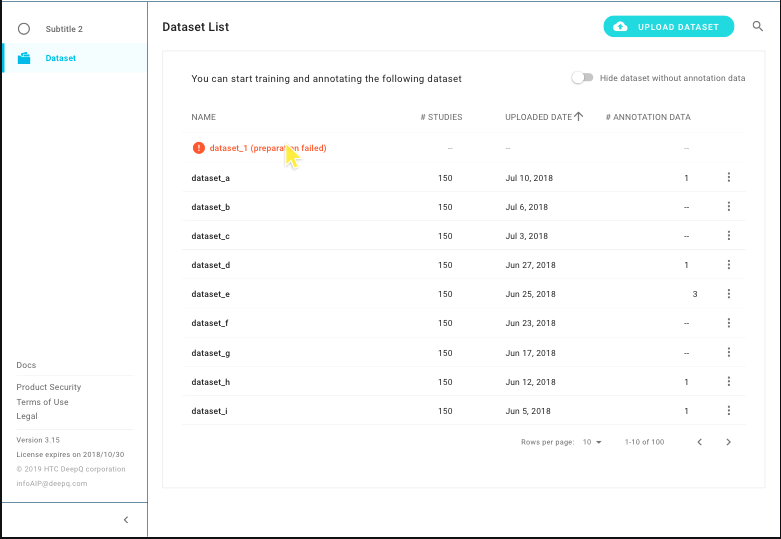 Subtitle 2
Dataset
Docs
Product Security
Terms of Use
Legal
Version 3.15
License expires on 2018/10/30
© 2019 HTC DeepQ corporation
infoAIP@deepq.com
Dataset List
UPLOAD DATASET
You can start training and annotating the following dataset
Hide dataset without annotation data
NAME # STUDIES UPLOADED DATE # ANNOTATION DATA
dataset_1 (preparation failed) -- -- --
dataset_a 150 Jul 10, 2018 1
dataset_b 150 Jul 6, 2018 --
dataset_c 150 Jul 3, 2018 --
dataset_d 150 Jun 27, 2018 1
dataset_e 150 Jun 25, 2018 3
dataset_f 150 Jun 23, 2018 --
dataset_g 150 Jun 17, 2018 --
dataset_h 150 Jun 12, 2018 1
dataset_i 150 Jun 5, 2018 1
Rows per page: 10 1-10 of 100